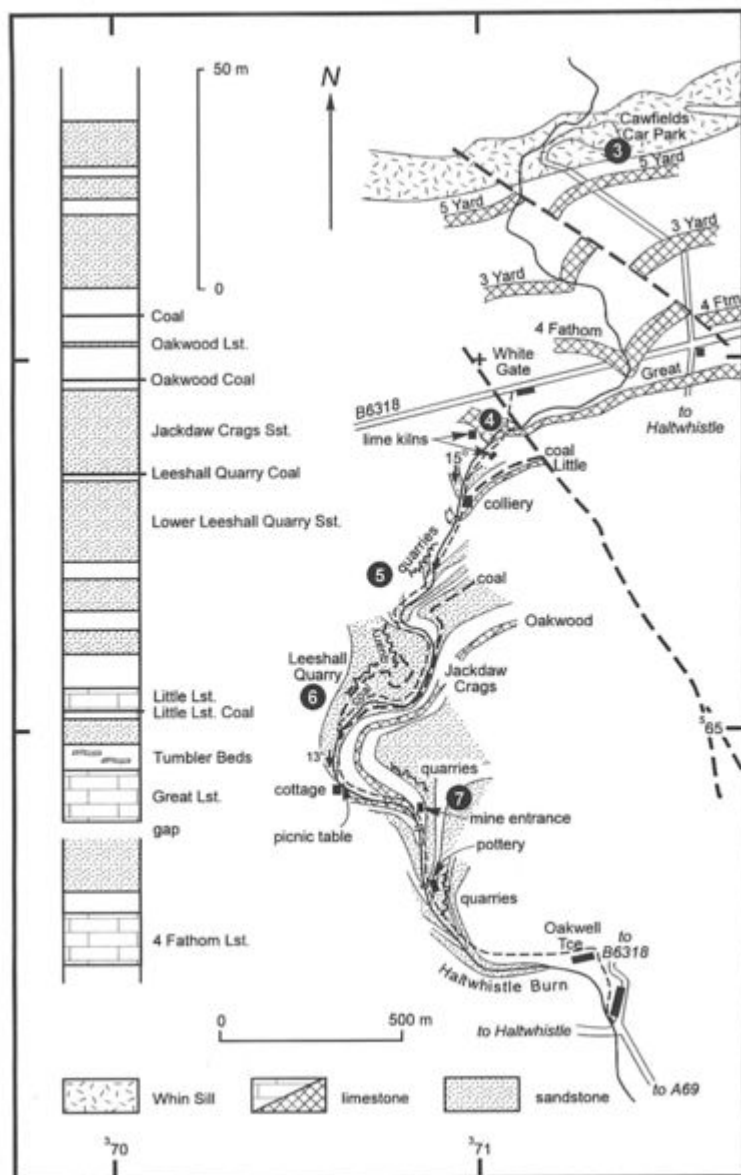 50 m
0
Coal
Oakwood Lst.
Oakwood Coal
Jackdaw Crags Sst.
Leeshall Quarry Coal
Lower Leeshall Quarry Sst.
Little Lst.
Little Lst. Coal
Tumbler Beds
Great Lst.
gap
4 Fathom Lst.
N
Cawfields
Car Park
3
5 Yard
5 Yard
3 Yard
3 Yard
4 Ftm
4 Fathom
Great
White
Gate
B6318
to
Haltwhistle
4
lime kilns
15°
coal
Little
colliery
quarries
5
coal
Oakwood
Leeshall
Quarry
Jackdaw
Crags
6
⁵65
13°
cottage
quarries
7
mine entrance
picnic table
pottery
quarries
Oakwell
Tce
to
B6318
Haltwhistle Burn
0
500 m
to Haltwhistle
to A69
Whin Sill
limestone
sandstone
³70
³71